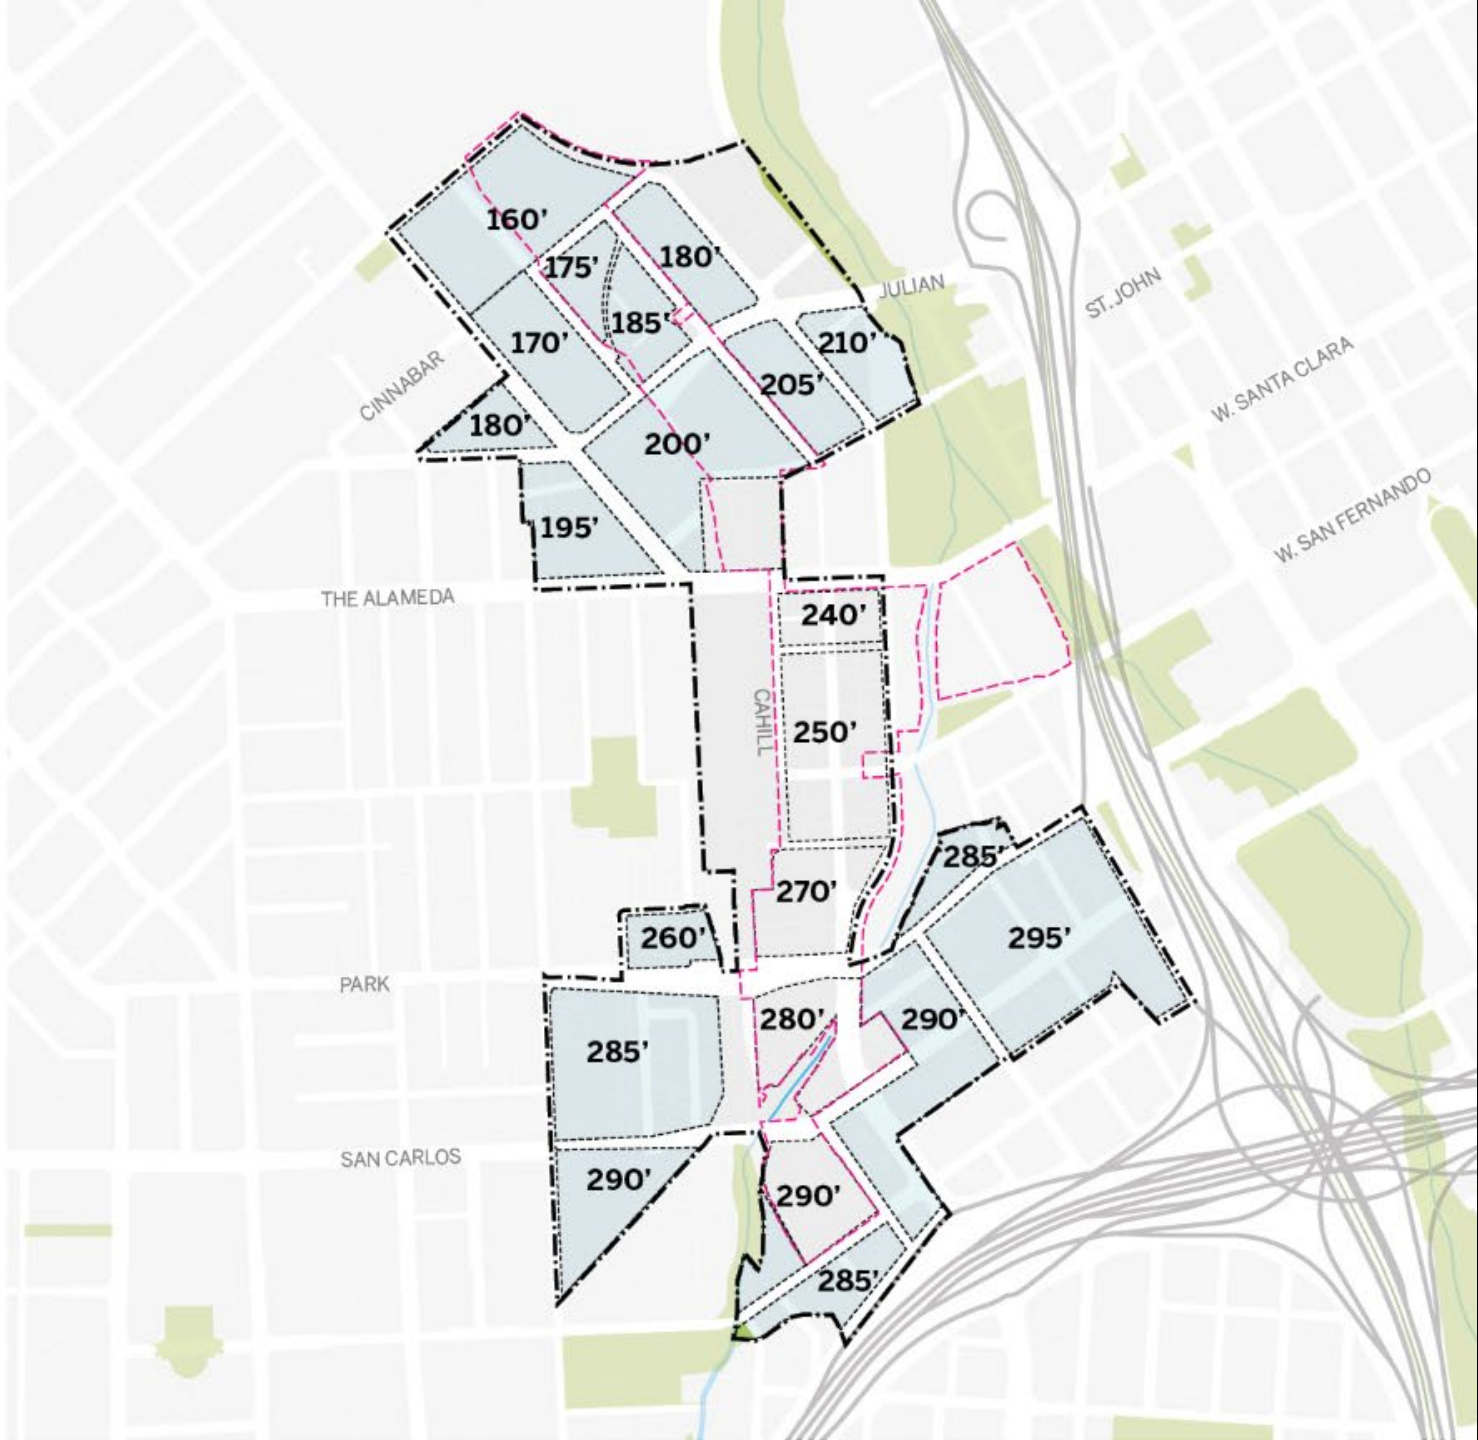 160’
175’
180’
JULIAN
ST. JOHN
185’
170’
210’
CINNABAR
205’
W. SANTA CLARA
180’
200’
195’
W. SAN FERNANDO
THE ALAMEDA
240’
CAHILL
250’
285’
270’
260’
295’
PARK
280’
290’
285’
SAN CARLOS
290’
290’
285’